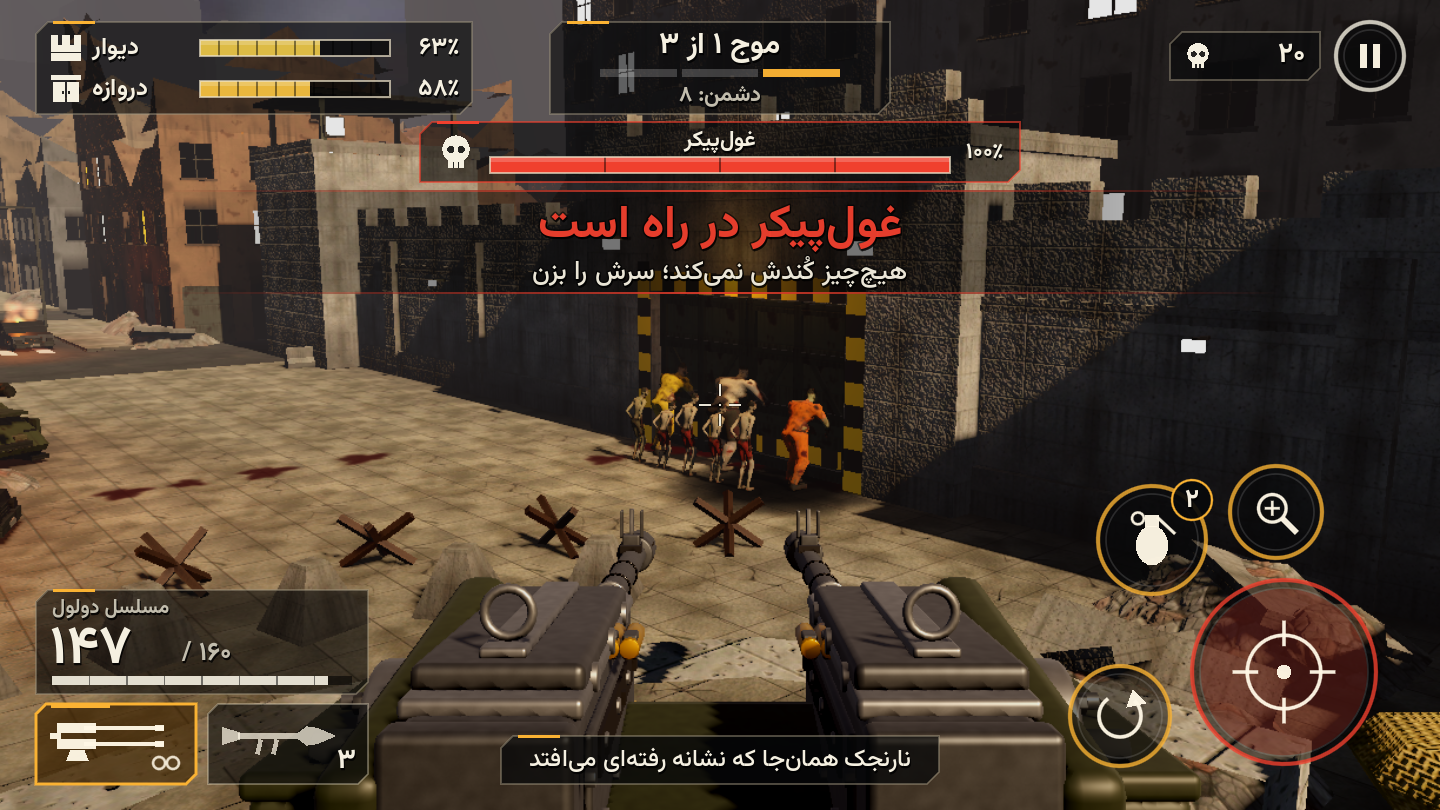 دیوار ۶۳٪
دروازه ۵۸٪
موج ۱ از ۳
دشمن: ۸
۲۰
غول‌پیکر
۱۰۰٪
غول‌پیکر در راه است
هیچ‌چیز کُندش نمی‌کند؛ سرش را بزن
۲
مسلسل دولول
۱۴۷ / ۱۶۰
∞
۳
نارنجک همان‌جا که نشانه رفته‌ای می‌افتد